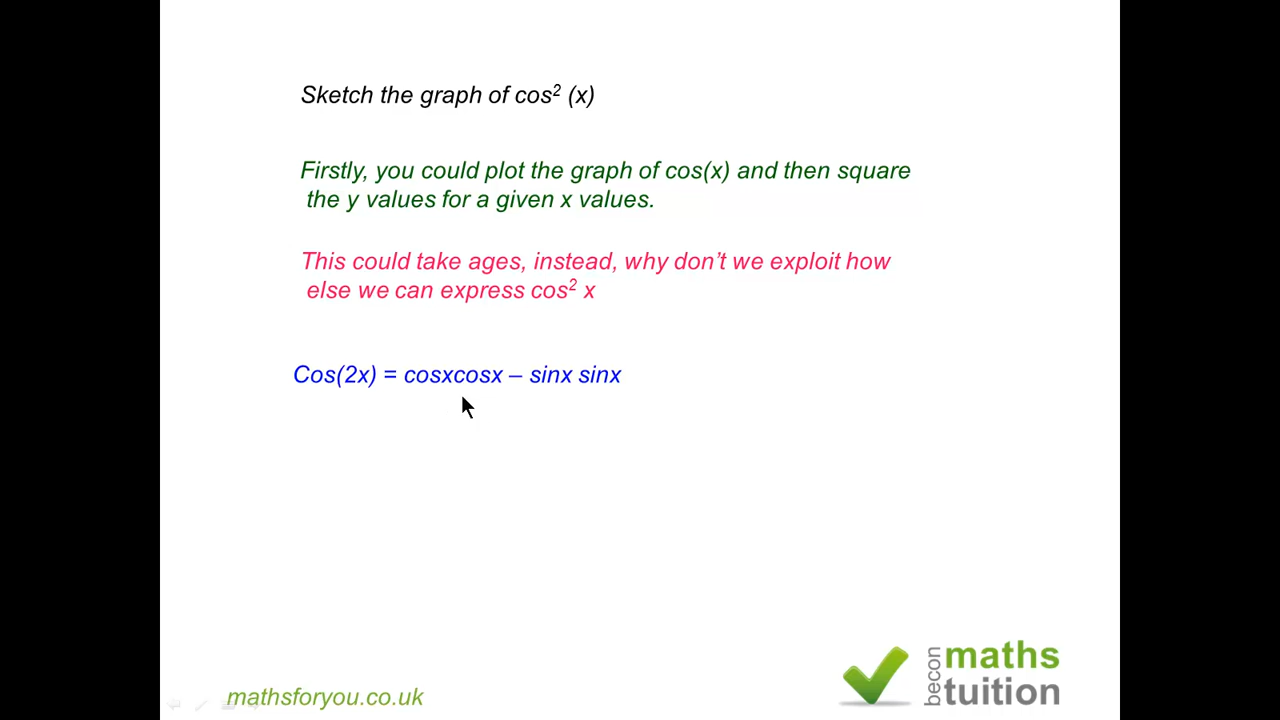 Sketch the graph of cos² (x)
Firstly, you could plot the graph of cos(x) and then square
the y values for a given x values.
This could take ages, instead, why don’t we exploit how
else we can express cos² x
Cos(2x) = cosxcosx – sinx sinx
mathsforyou.co.uk
becon
maths
tuition